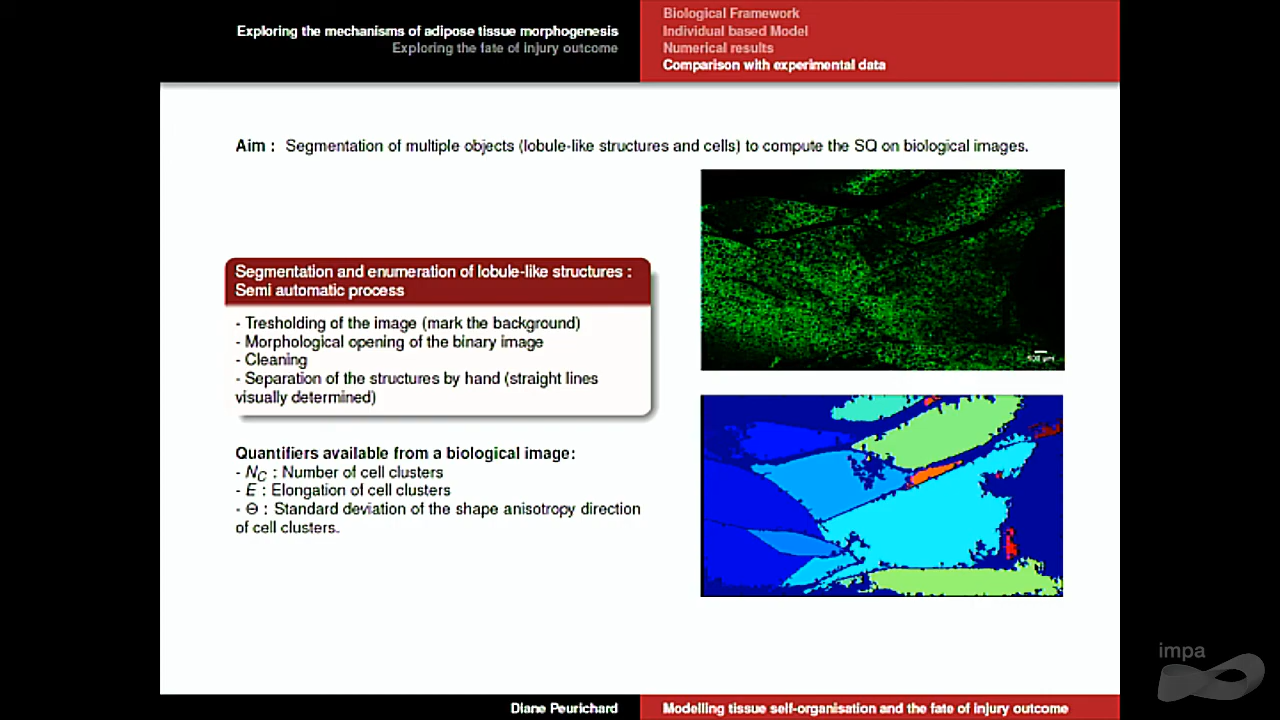 Exploring the mechanisms of adipose tissue morphogenesis
Exploring the fate of injury outcome
Biological Framework
Individual based Model
Numerical results
Comparison with experimental data
Aim : Segmentation of multiple objects (lobule-like structures and cells) to compute the SQ on biological images.
Segmentation and enumeration of lobule-like structures :
Semi automatic process
- Tresholding of the image (mark the background)
- Morphological opening of the binary image
- Cleaning
- Separation of the structures by hand (straight lines
visually determined)
100 μm
Quantifiers available from a biological image:
- N_C : Number of cell clusters
- E : Elongation of cell clusters
- Θ : Standard deviation of the shape anisotropy direction
of cell clusters.
impa
Diane Peurichard
Modelling tissue self-organisation and the fate of injury outcome